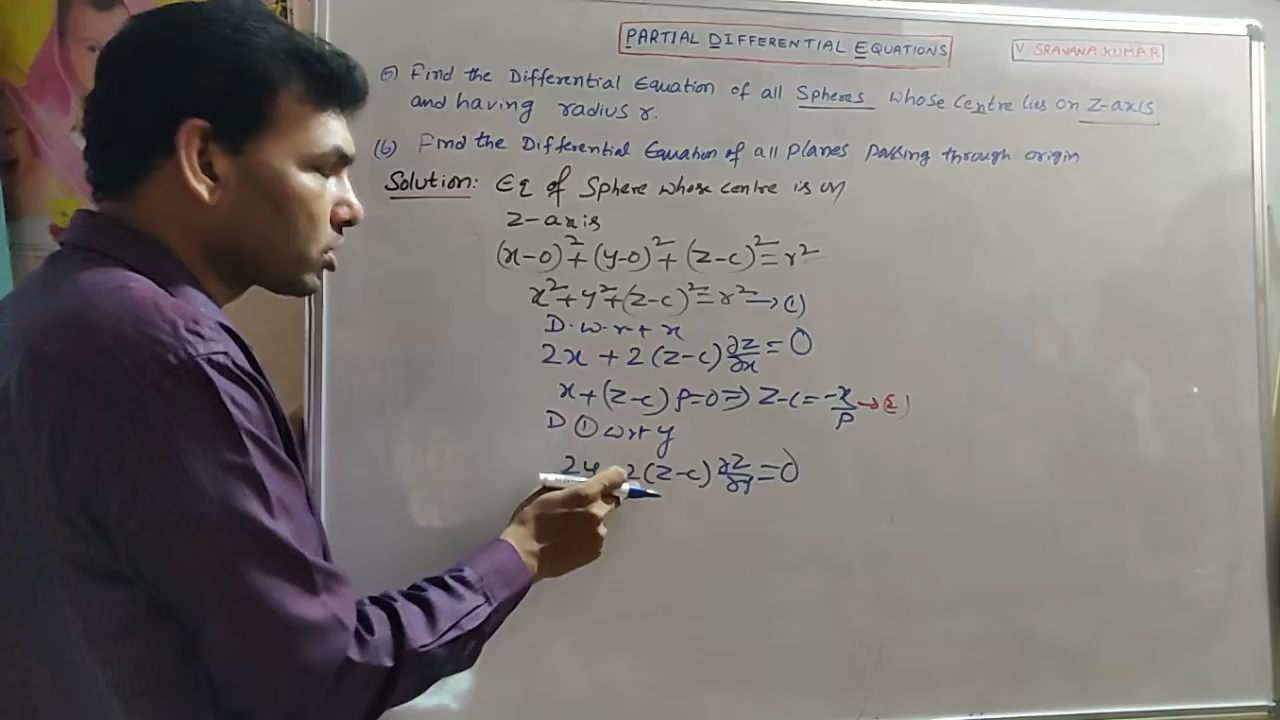 PARTIAL DIFFERENTIAL EQUATIONS
V SRAVANA KUMAR
(5) Find the Differential Equation of all Spheres whose Centre lies on Z-axis
and having radius r.
(6) Find the Differential Equation of all planes passing through origin
Solution: Eq of Sphere whose centre is on
Z-axis
(x-0)²+(y-0)²+(z-c)²=r²
x²+y²+(z-c)²=r²→(1)
D.w.r+x
2x+2(z-c)∂z/∂x=0
x+(z-c)p=0⇒z-c=-x/p→(2)
D①wrty
2y 2(z-c)∂z/∂y=0